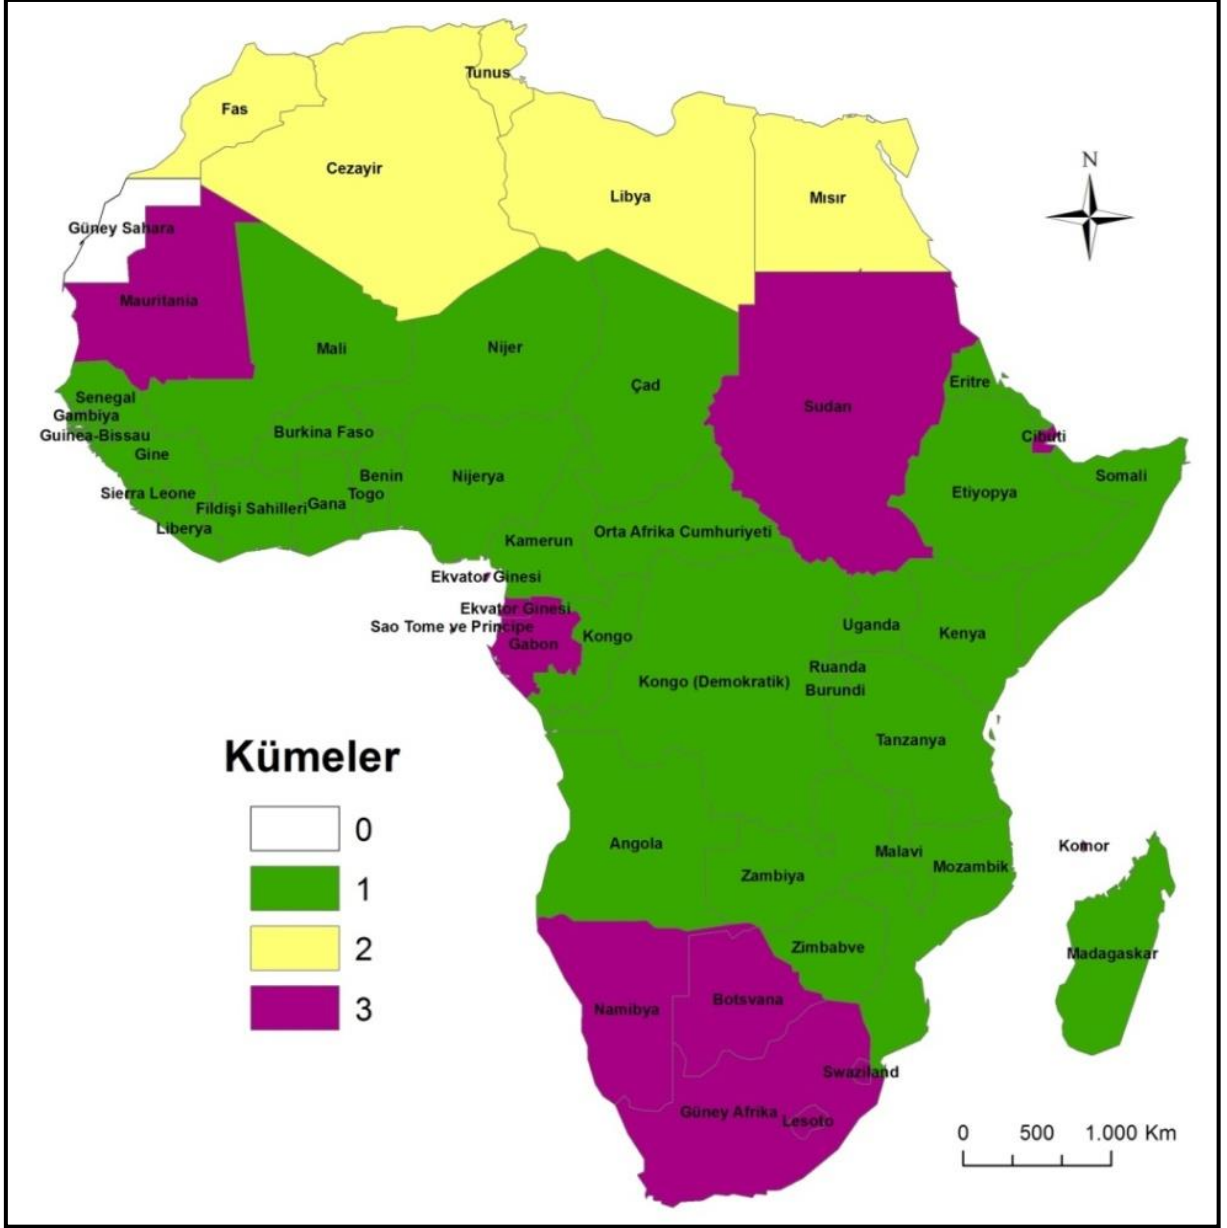 Tunus
Fas
Cezayir
Libya
Mısır
N
Güney Sahara
Mauritania
Mali
Nijer
Çad
Eritre
Senegal
Gambiya
Sudan
Guinea-Bissau
Burkina Faso
Cibuti
Gine
Benin
Nijerya
Somali
Sierra Leone
Togo
Etiyopya
Fildişi Sahilleri
Gana
Liberya
Kamerun
Orta Afrika Cumhuriyeti
Ekvator Ginesi
Ekvator Ginesi
Sao Tome ve Principe
Gabon
Kongo
Uganda
Kenya
Ruanda
Kongo (Demokratik)
Burundi
Tanzanya
Kümeler
0
1
2
3
Angola
Malavi
Komor
Zambiya
Mozambik
Zimbabve
Madagaskar
Namibya
Botsvana
Swaziland
Güney Afrika
Lesoto
0 500 1.000 Km